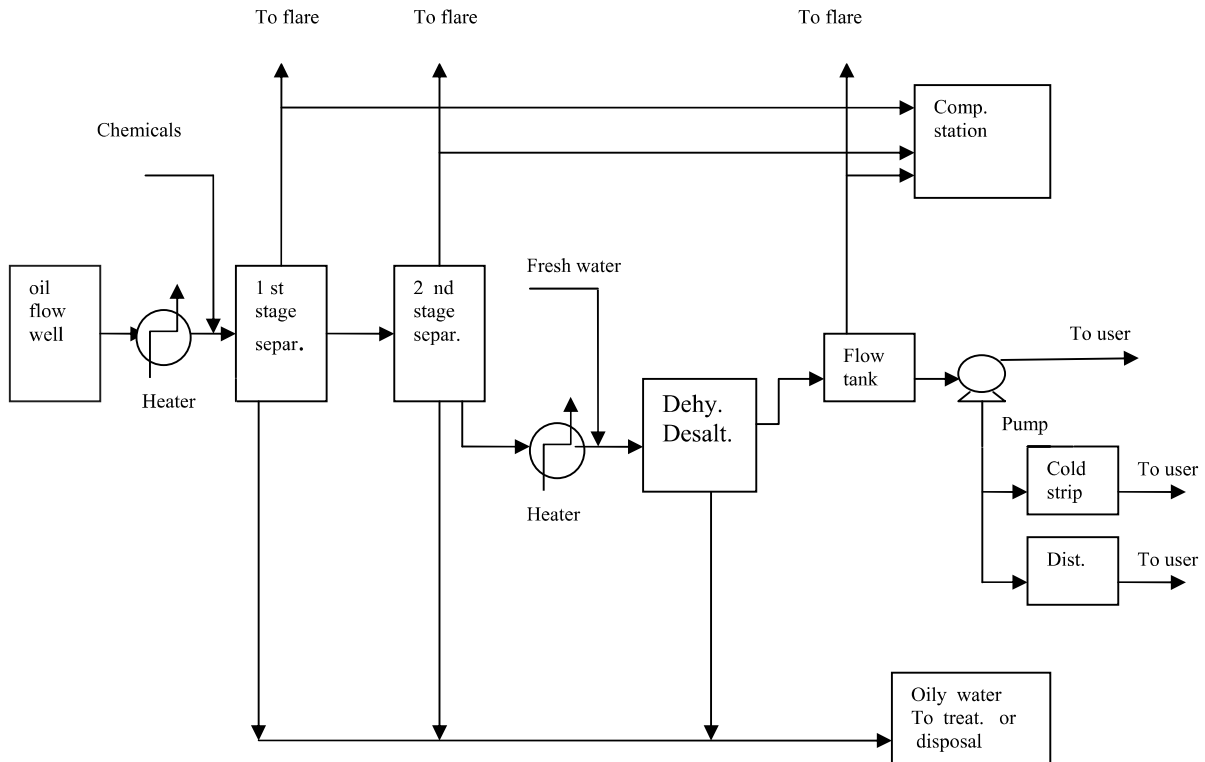 To flare
To flare
To flare
Comp.
station
Chemicals
Fresh water
oil
flow
well
1 st
stage
separ.
2 nd
stage
separ.
To user
Flow
tank
Heater
Dehy.
Desalt.
Pump
Cold
strip
To user
Heater
Dist.
To user
Oily water
To treat. or
disposal